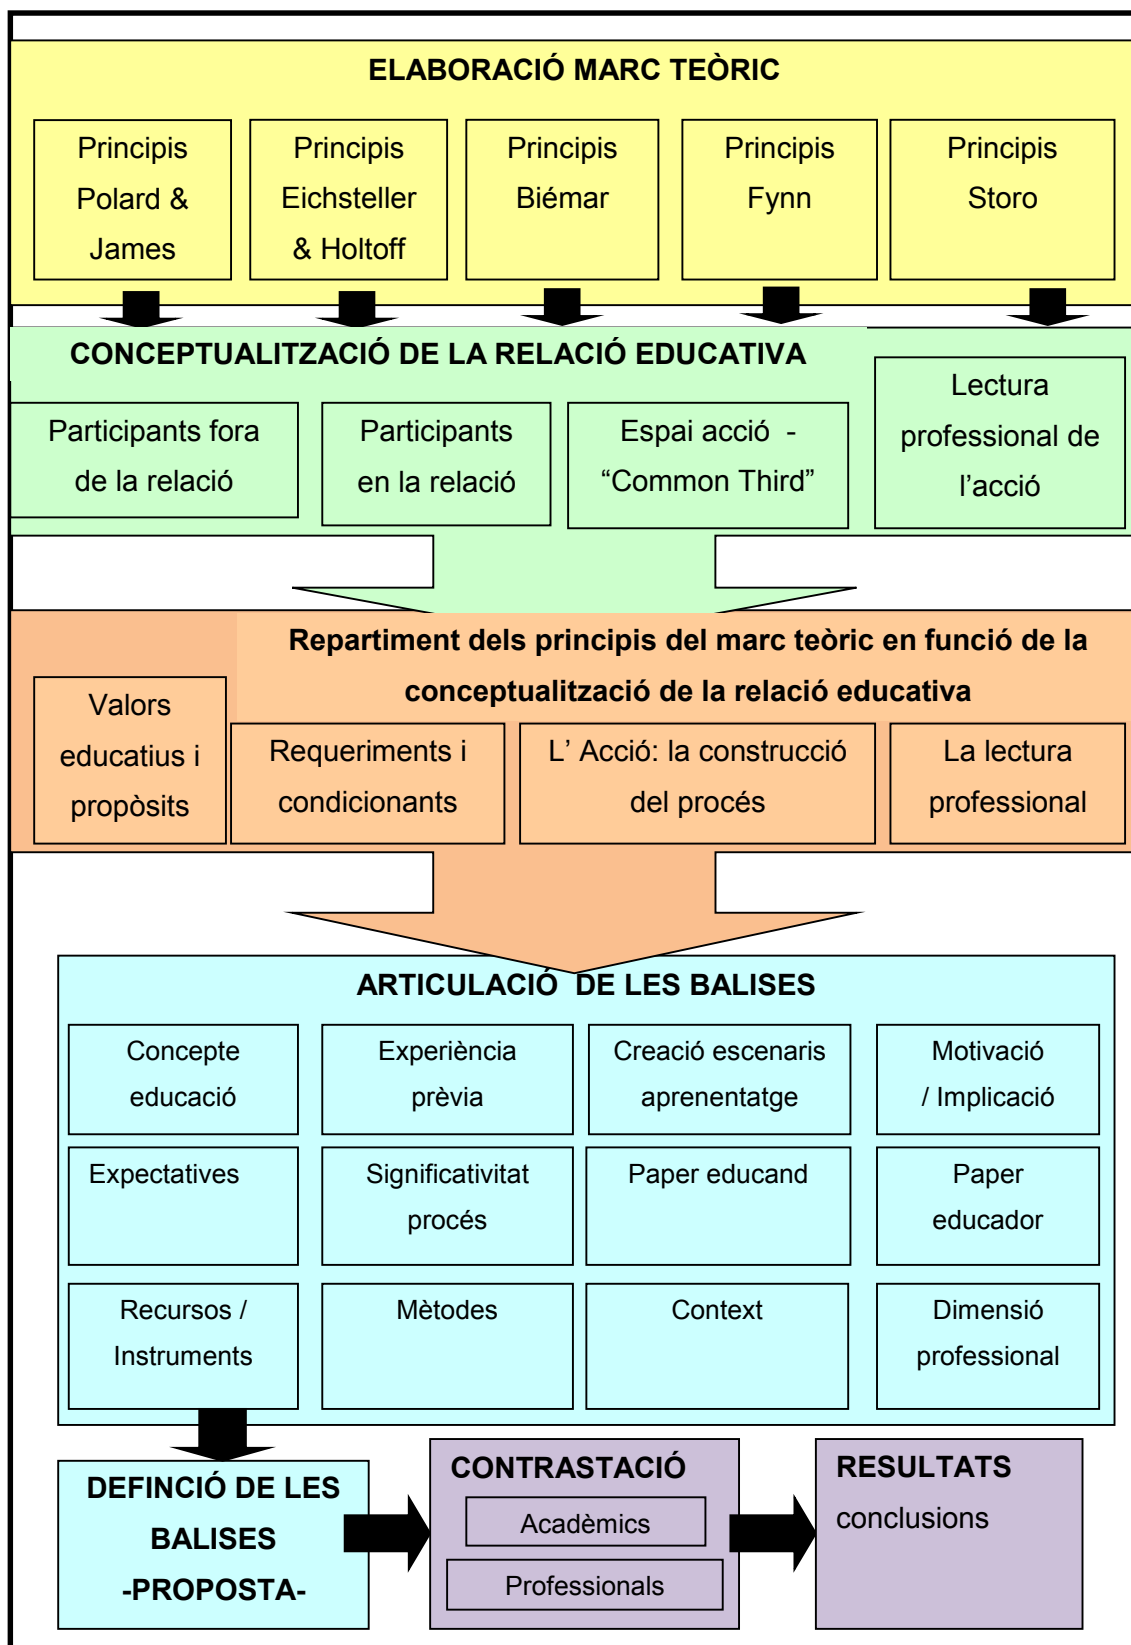 ELABORACIÓ MARC TEÒRIC
Principis
Polard &
James
Principis
Eichsteller
& Holtoff
Principis
Biémar
Principis
Fynn
Principis
Storo
CONCEPTUALITZACIÓ DE LA RELACIÓ EDUCATIVA
Participants fora
de la relació
Participants
en la relació
Espai acció -
“Common Third”
Lectura
professional de
l’acció
Repartiment dels principis del marc teòric en funció de la
conceptualització de la relació educativa
Valors
educatius i
propòsits
Requeriments i
condicionants
L’ Acció: la construcció
del procés
La lectura
professional
ARTICULACIÓ DE LES BALISES
Concepte
educació
Experiència
prèvia
Creació escenaris
aprenentatge
Motivació
/ Implicació
Expectatives
Significativitat
procés
Paper educand
Paper
educador
Recursos /
Instruments
Mètodes
Context
Dimensió
professional
DEFINCIÓ DE LES
BALISES
-PROPOSTA-
CONTRASTACIÓ
Acadèmics
Professionals
RESULTATS
conclusions